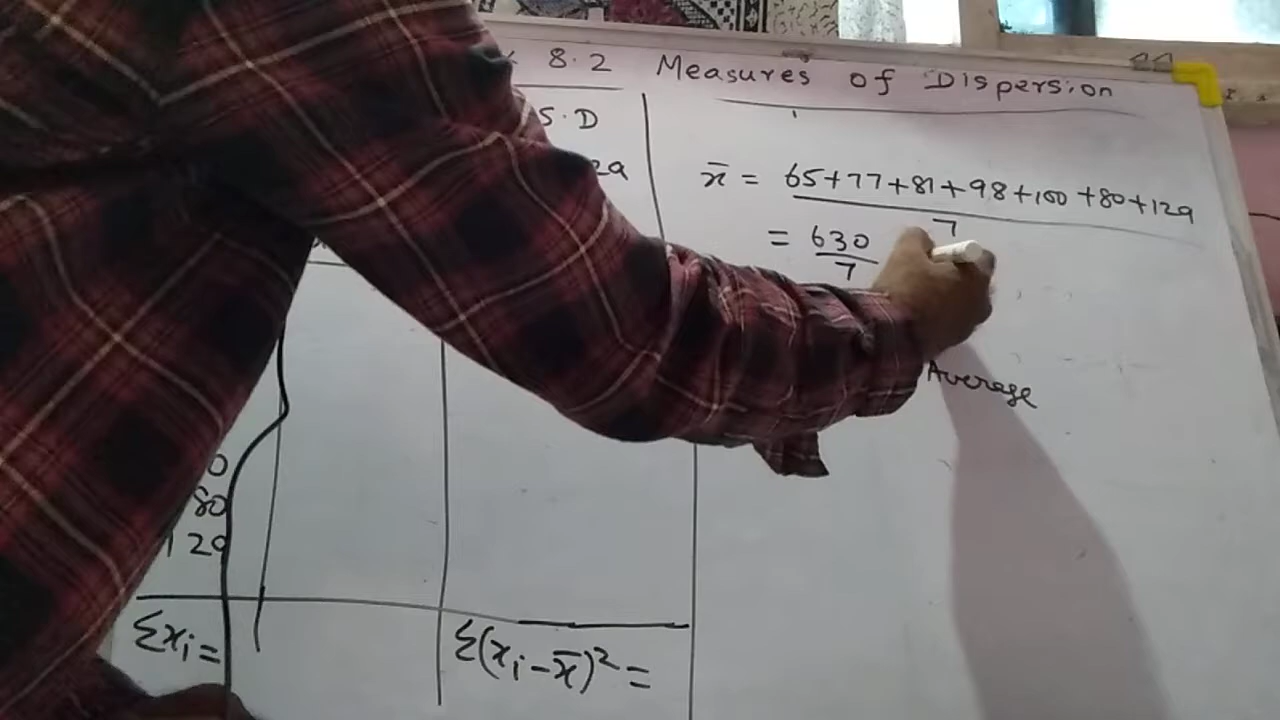 8.2 Measures of Dispersion
S.D
x̄ = 65+77+81+98+100+80+129
7
= 630
7
Average
0
80
129
Σxᵢ =
Σ(xᵢ-x̄)² =